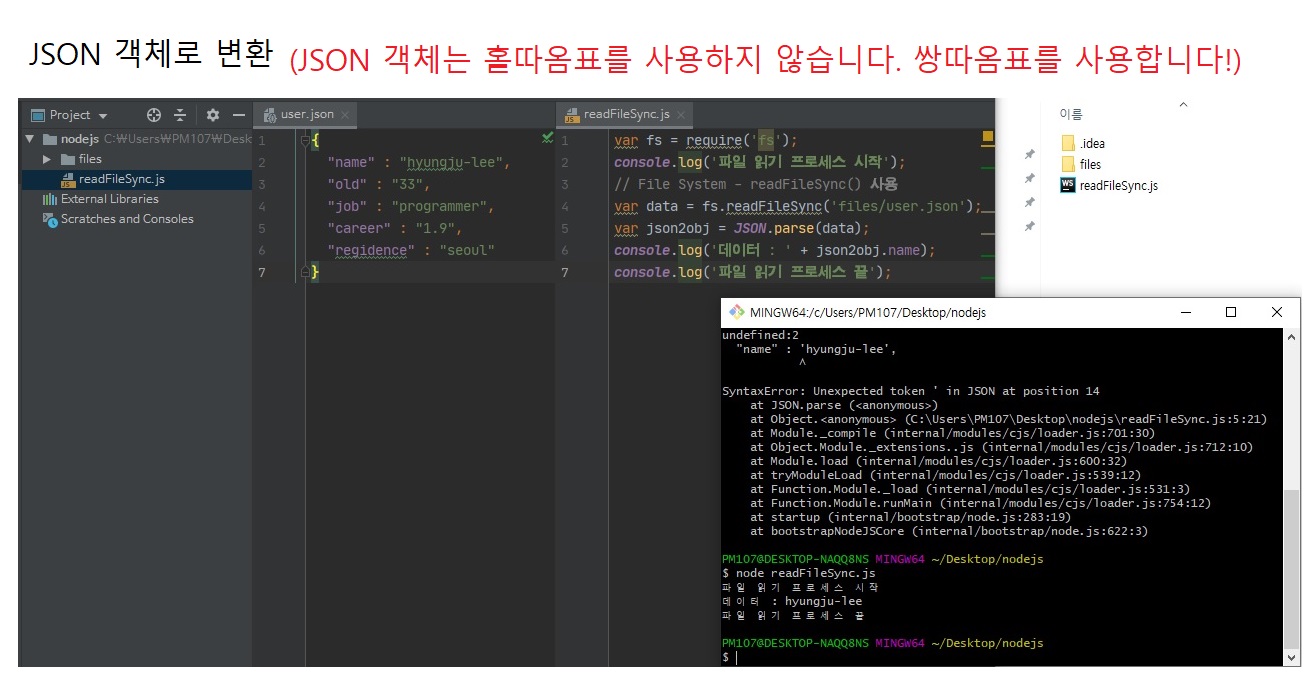 JSON 객체로 변환 (JSON 객체는 홑따옴표를 사용하지 않습니다. 쌍따옴표를 사용합니다!)
Project
nodejs C:₩Users₩PM107₩Desk
files
readFileSync.js
External Libraries
Scratches and Consoles
user.json
1 {
2 "name" : "hyungju-lee",
3 "old" : "33",
4 "job" : "programmer",
5 "career" : "1.9",
6 "regidence" : "seoul"
7 }
readFileSync.js
1 var fs = require('fs');
2 console.log('파일 읽기 프로세스 시작');
3 // File System - readFileSync() 사용
4 var data = fs.readFileSync('files/user.json');
5 var json2obj = JSON.parse(data);
6 console.log('데이터 : ' + json2obj.name);
7 console.log('파일 읽기 프로세스 끝');
이름
.idea
files
readFileSync.js
MINGW64:/c/Users/PM107/Desktop/nodejs
undefined:2
"name" : 'hyungju-lee',
^
SyntaxError: Unexpected token ' in JSON at position 14
at JSON.parse (<anonymous>)
at Object.<anonymous> (C:\Users\PM107\Desktop\nodejs\readFileSync.js:5:21)
at Module._compile (internal/modules/cjs/loader.js:701:30)
at Object.Module._extensions..js (internal/modules/cjs/loader.js:712:10)
at Module.load (internal/modules/cjs/loader.js:600:32)
at tryModuleLoad (internal/modules/cjs/loader.js:539:12)
at Function.Module._load (internal/modules/cjs/loader.js:531:3)
at Function.Module.runMain (internal/modules/cjs/loader.js:754:12)
at startup (internal/bootstrap/node.js:283:19)
at bootstrapNodeJSCore (internal/bootstrap/node.js:622:3)
PM107@DESKTOP-NAQQ8NS MINGW64 ~/Desktop/nodejs
$ node readFileSync.js
파일 읽기 프로세스 시작
데이터 : hyungju-lee
파일 읽기 프로세스 끝
PM107@DESKTOP-NAQQ8NS MINGW64 ~/Desktop/nodejs
$